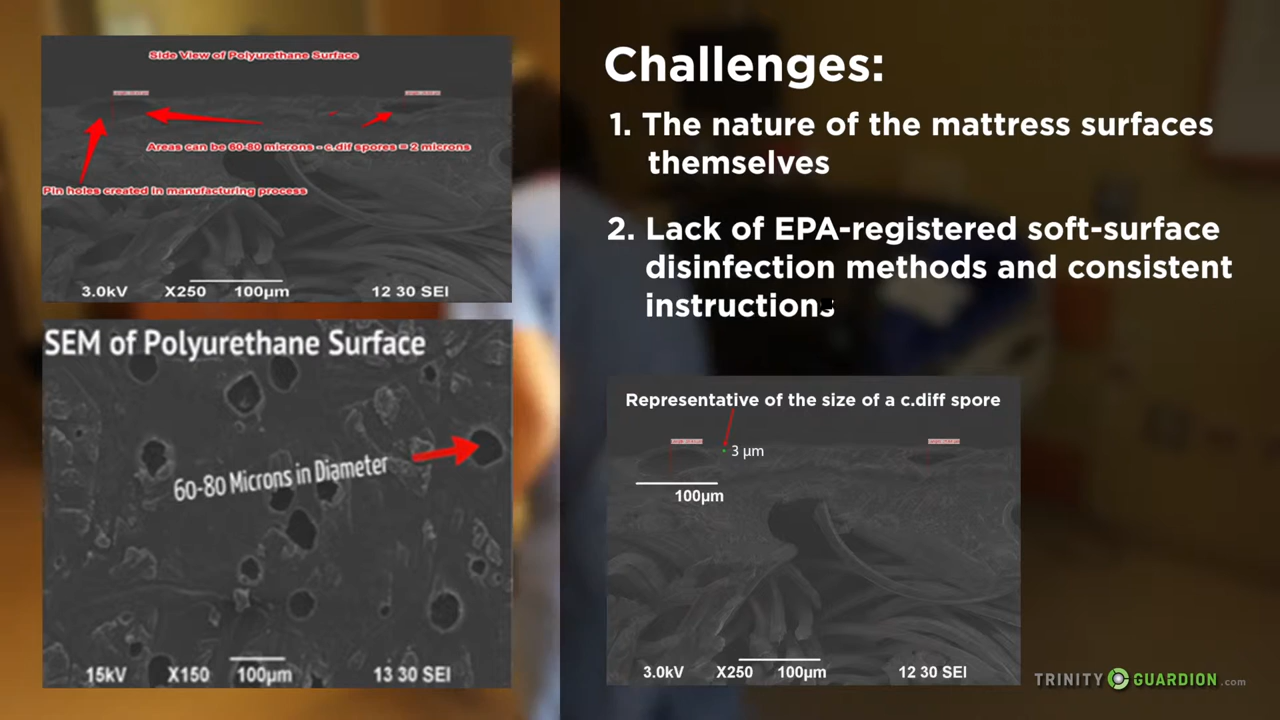 Side View of Polyurethane Surface
Areas can be 60-80 microns - c.dif spores = 2 microns
Pin holes created in manufacturing process
3.0kV X250 100μm 12 30 SEI
SEM of Polyurethane Surface
60-80 Microns in Diameter
15kV X150 100μm 13 30 SEI
Challenges:
1. The nature of the mattress surfaces
themselves
2. Lack of EPA-registered soft-surface
disinfection methods and consistent
instructions
Representative of the size of a c.diff spore
3 μm
100μm
3.0kV X250 100μm 12 30 SEI
TRINITY GUARDION.com